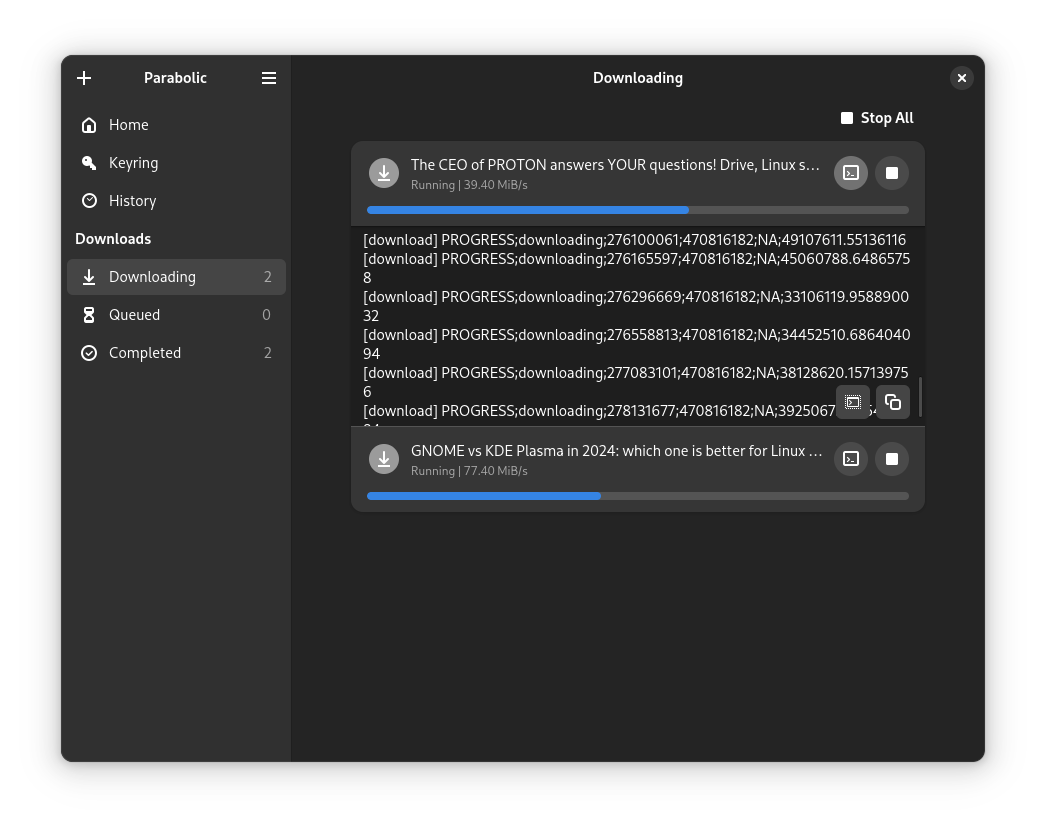 Parabolic
Home
Keyring
History
Downloads
Downloading 2
Queued 0
Completed 2
Downloading
Stop All
The CEO of PROTON answers YOUR questions! Drive, Linux s…
Running | 39.40 MiB/s
[download] PROGRESS;downloading;276100061;470816182;NA;49107611.55136116
[download] PROGRESS;downloading;276165597;470816182;NA;45060788.6486575
8
[download] PROGRESS;downloading;276296669;470816182;NA;33106119.9588900
32
[download] PROGRESS;downloading;276558813;470816182;NA;34452510.6864040
94
[download] PROGRESS;downloading;277083101;470816182;NA;38128620.15713975
6
[download] PROGRESS;downloading;278131677;470816182;NA;3925067
GNOME vs KDE Plasma in 2024: which one is better for Linux …
Running | 77.40 MiB/s